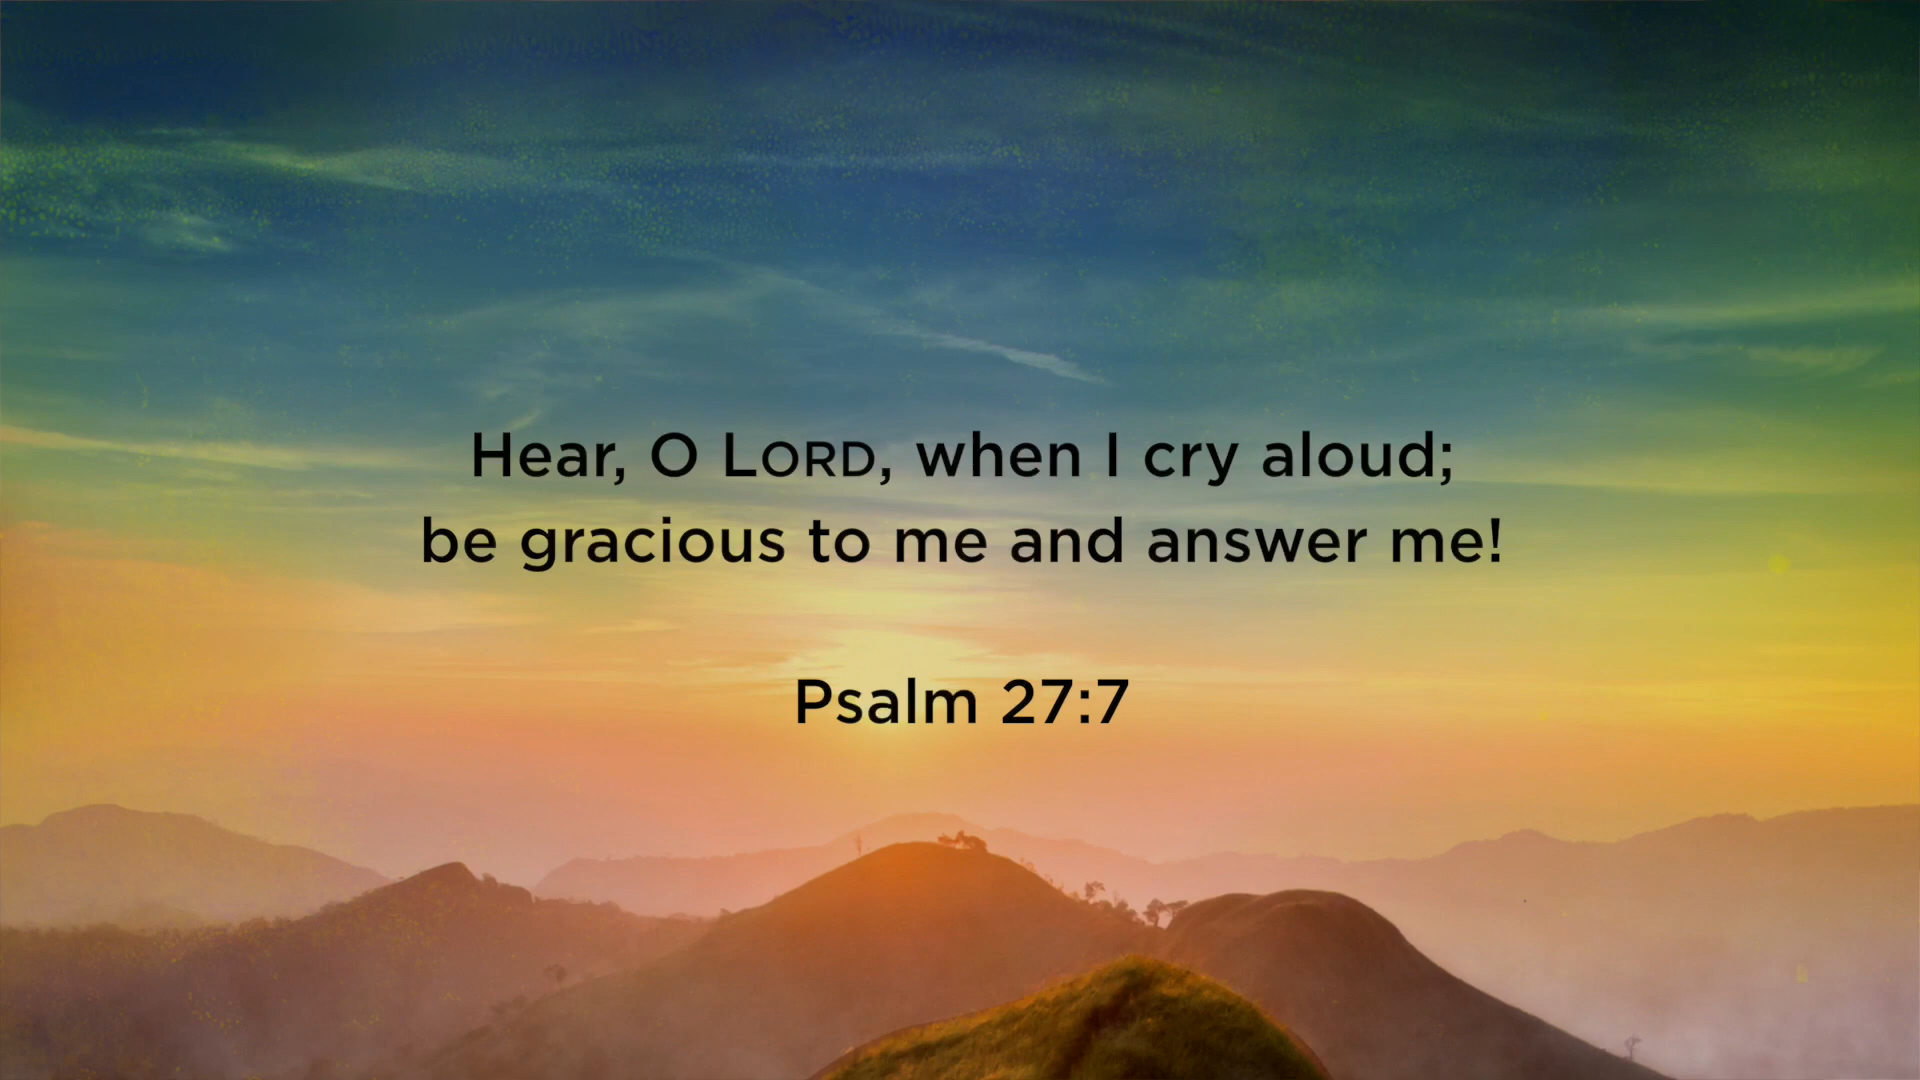 Hear, O LORD, when I cry aloud;
be gracious to me and answer me!
Psalm 27:7